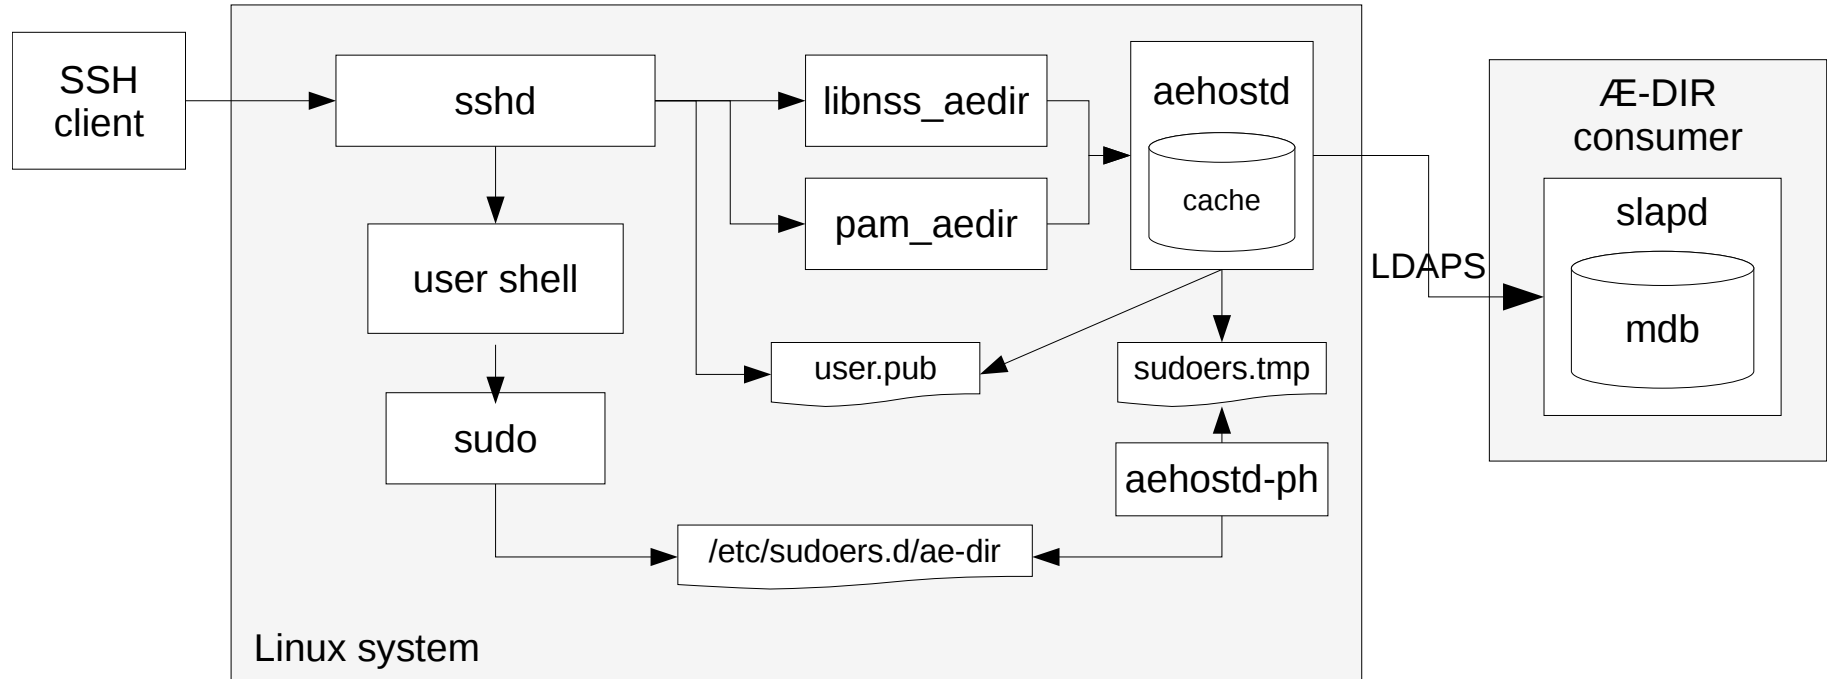 SSH
client
sshd
libnss_aedir
aehostd
cache
pam_aedir
user shell
Æ-DIR
consumer
slapd
mdb
LDAPS
user.pub
sudoers.tmp
sudo
aehostd-ph
/etc/sudoers.d/ae-dir
Linux system